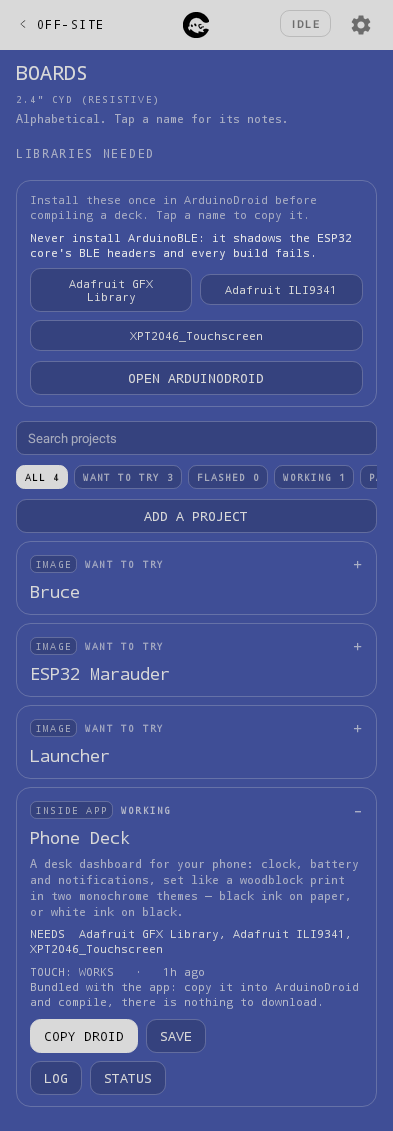 OFF-SITE
IDLE
BOARDS
2.4" CYD (RESISTIVE)
Alphabetical. Tap a name for its notes.
LIBRARIES NEEDED
Install these once in ArduinoDroid before
compiling a deck. Tap a name to copy it.
Never install ArduinoBLE: it shadows the ESP32
core's BLE headers and every build fails.
Adafruit GFX
Library
Adafruit ILI9341
XPT2046_Touchscreen
OPEN ARDUINODROID
Search projects
ALL 4 WANT TO TRY 3 FLASHED 0 WORKING 1
ADD A PROJECT
IMAGE WANT TO TRY +
Bruce
IMAGE WANT TO TRY +
ESP32 Marauder
IMAGE WANT TO TRY +
Launcher
INSIDE APP WORKING –
Phone Deck
A desk dashboard for your phone: clock, battery
and notifications, set like a woodblock print
in two monochrome themes — black ink on paper,
or white ink on black.
NEEDS Adafruit GFX Library, Adafruit ILI9341,
XPT2046_Touchscreen
TOUCH: WORKS · 1h ago
Bundled with the app: copy it into ArduinoDroid
and compile, there is nothing to download.
COPY DROID SAVE
LOG STATUS